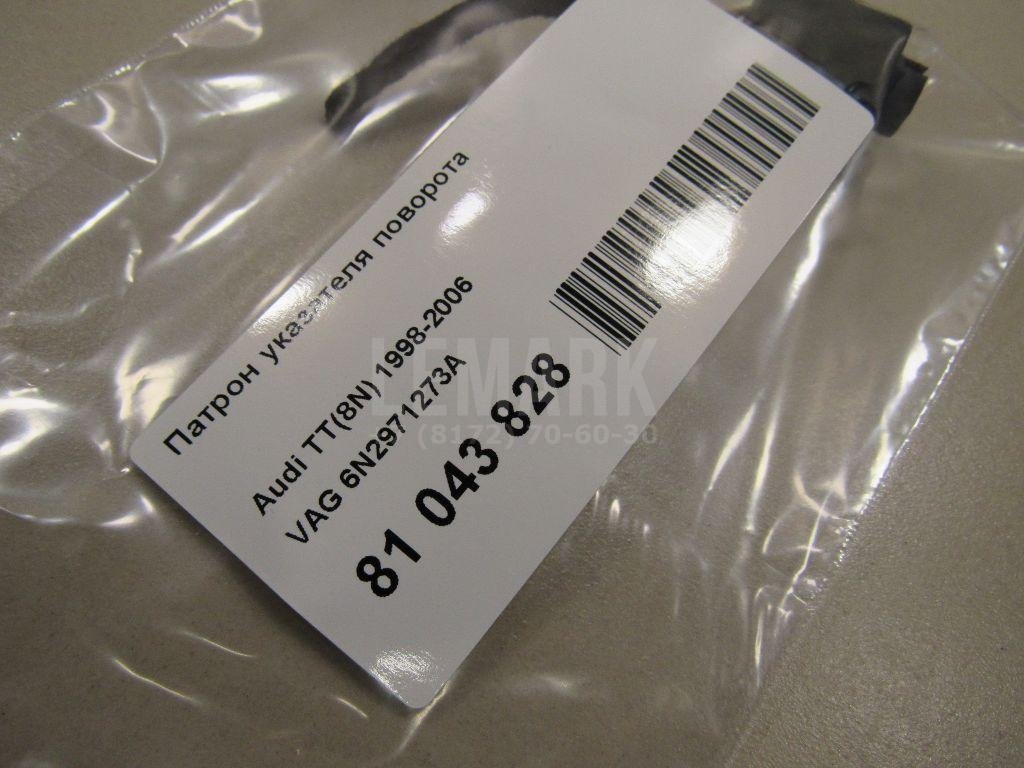 Патрон указателя поворота
Audi TT(8N) 1998-2006
VAG 6N2971273A
81 043 828
LEMARK
(8172) 70-60-30